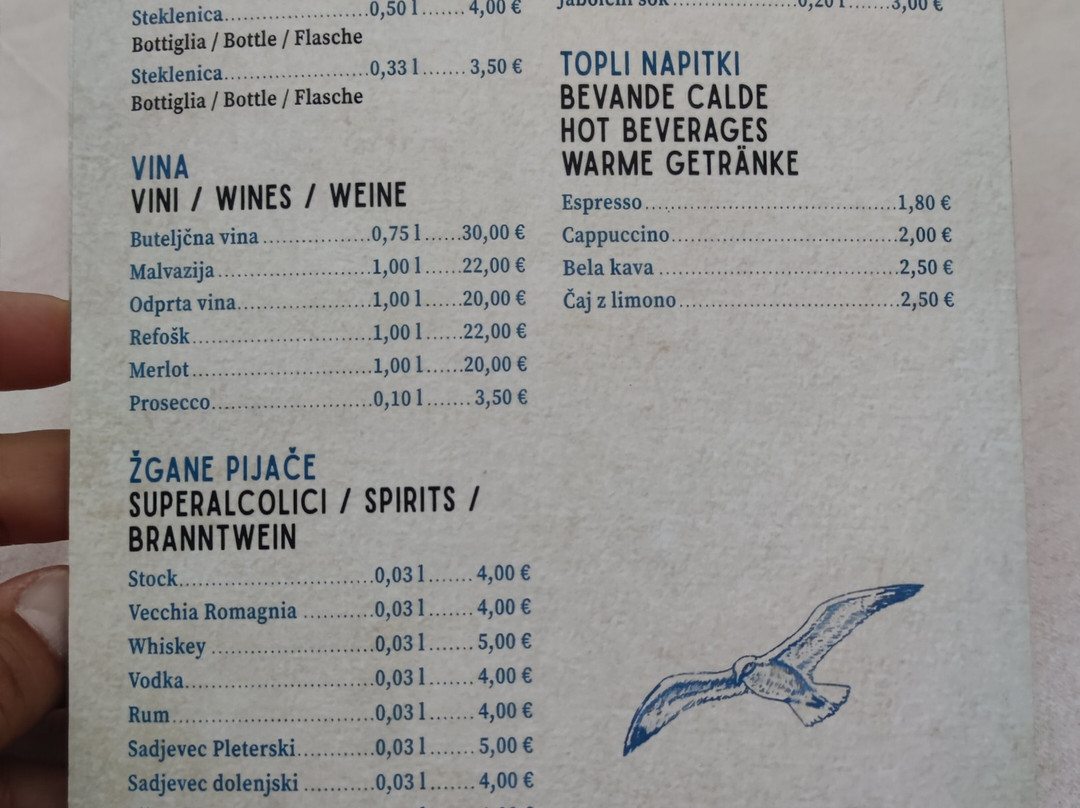 Steklenica..........0,50 l.......4,00 €
Bottiglia / Bottle / Flasche
Steklenica..........0,33 l.......3,50 €
Bottiglia / Bottle / Flasche
VINA
VINI / WINES / WEINE
Buteljčna vina..........0,75 l......30,00 €
Malvazija..........1,00 l......22,00 €
Odprta vina..........1,00 l......20,00 €
Refošk..........1,00 l......22,00 €
Merlot..........1,00 l......20,00 €
Prosecco..........0,10 l.......3,50 €
ŽGANE PIJAČE
SUPERALCOLICI / SPIRITS /
BRANNTWEIN
Stock..........0,03 l.......4,00 €
Vecchia Romagnia..........0,03 l.......4,00 €
Whiskey..........0,03 l.......5,00 €
Vodka..........0,03 l.......4,00 €
Rum..........0,03 l.......4,00 €
Sadjevec Pleterski..........0,03 l.......5,00 €
Sadjevec dolenjski..........0,03 l.......4,00 €
Jabolčni sok..........0,20 l.......3,00 €
TOPLI NAPITKI
BEVANDE CALDE
HOT BEVERAGES
WARME GETRÄNKE
Espresso..........1,80 €
Cappuccino..........2,00 €
Bela kava..........2,50 €
Čaj z limono..........2,50 €